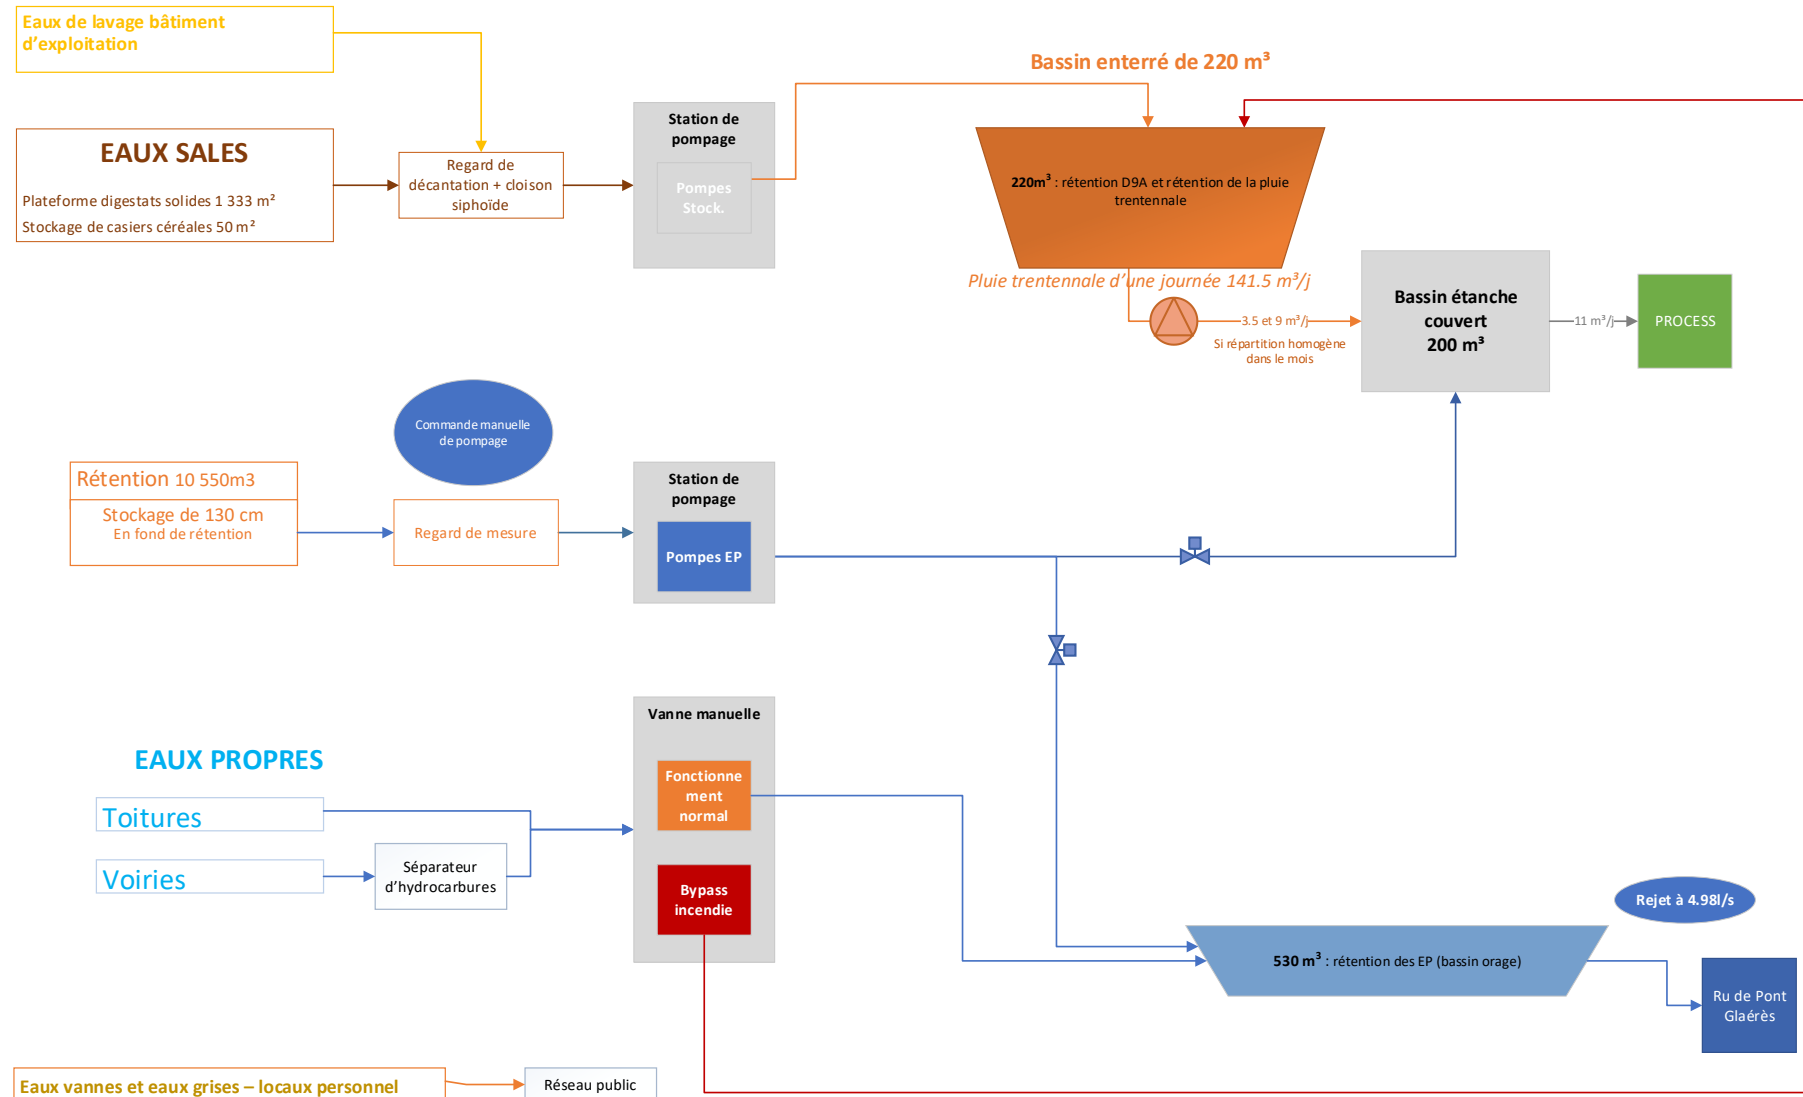 Eaux de lavage bâtiment
d’exploitation
Bassin enterré de 220 m³
EAUX SALES
Plateforme digestats solides 1 333 m²
Stockage de casiers céréales 50 m²
Regard de
décantation + cloison
siphoïde
Station de
pompage
Pompes
Stock.
220m³ : rétention D9A et rétention de la pluie
trentennale
Pluie trentennale d’une journée 141.5 m³/j
3.5 et 9 m³/j
Si répartition homogène
dans le mois
Bassin étanche
couvert
200 m³
11 m³/j
PROCESS
Commande manuelle
de pompage
Rétention 10 550m3
Stockage de 130 cm
En fond de rétention
Regard de mesure
Station de
pompage
Pompes EP
EAUX PROPRES
Toitures
Voiries
Séparateur
d’hydrocarbures
Vanne manuelle
Fonctionne
ment
normal
Bypass
incendie
Rejet à 4.98l/s
530 m³ : rétention des EP (bassin orage)
Ru de Pont
Glaérès
Eaux vannes et eaux grises – locaux personnel
Réseau public